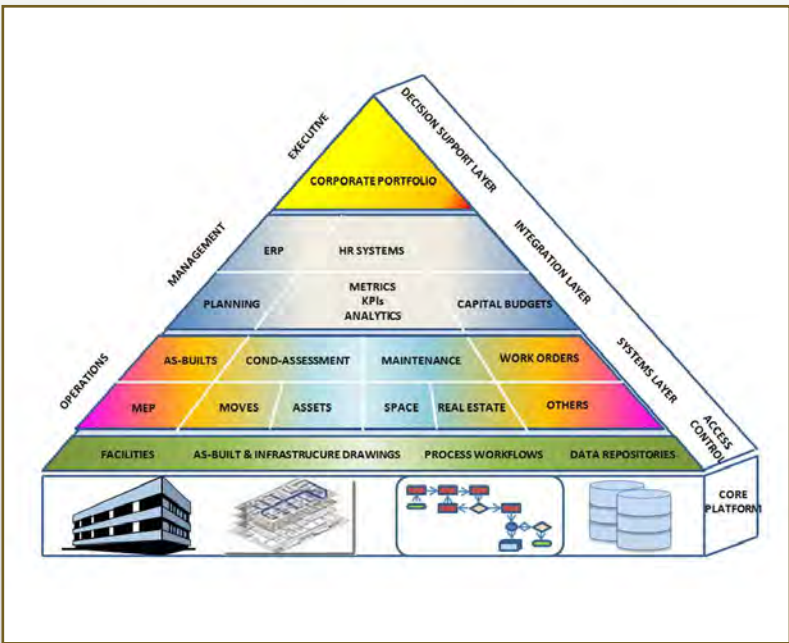 DECISION SUPPORT LAYER
EXECUTIVE
CORPORATE PORTFOLIO
MANAGEMENT
INTEGRATION LAYER
ERP
HR SYSTEMS
METRICS
KPIs
ANALYTICS
PLANNING
CAPITAL BUDGETS
OPERATIONS
SYSTEMS LAYER
AS-BUILTS
COND-ASSESSMENT
MAINTENANCE
WORK ORDERS
MEP
MOVES
ASSETS
SPACE
REAL ESTATE
OTHERS
ACCESS
CONTROL
FACILITIES
AS-BUILT & INFRASTRUCURE DRAWINGS
PROCESS WORKFLOWS
DATA REPOSITORIES
CORE
PLATFORM